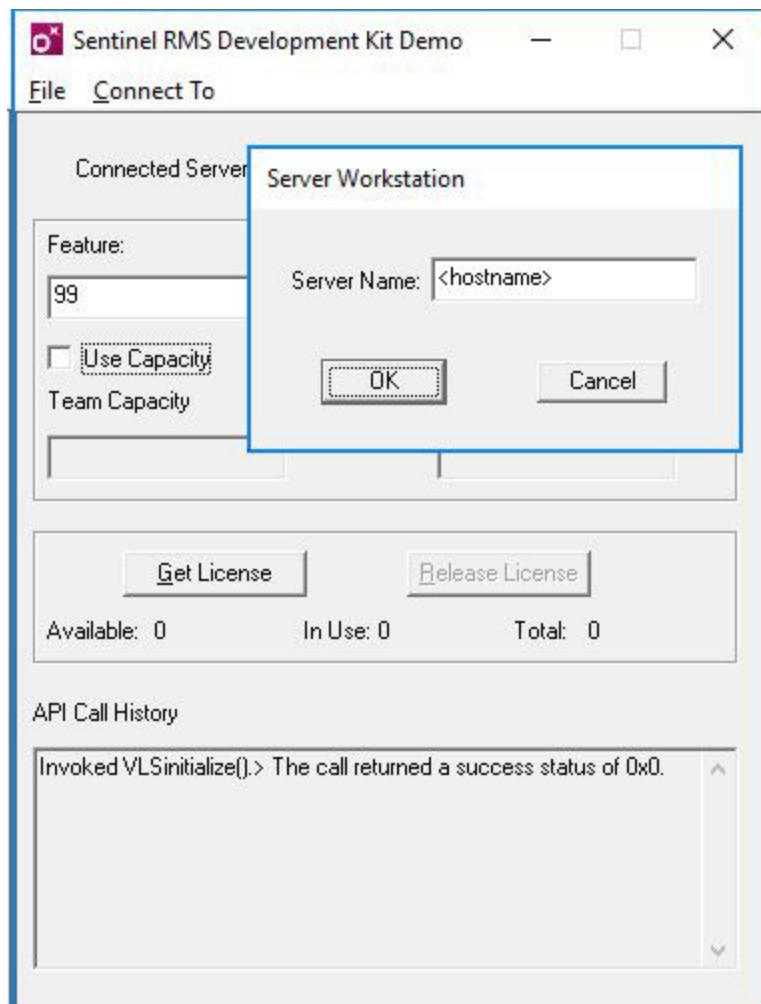 Sentinel RMS Development Kit Demo
File Connect To
Connected Server
Server Workstation
Feature:
Server Name: <hostname>
99
Use Capacity
OK Cancel
Team Capacity
Get License Release License
Available: 0 In Use: 0 Total: 0
API Call History
Invoked VLSinitialize().> The call returned a success status of 0x0.